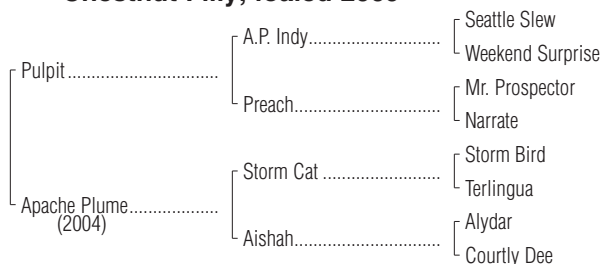 Chestnut Filly, foaled
Seattle Slew
A.P. Indy
Weekend Surprise
Pulpit
Mr. Prospector
Preach
Narrate
Storm Bird
Storm Cat
Terlingua
Apache Plume
(2004)
Alydar
Aishah
Courtly Dee